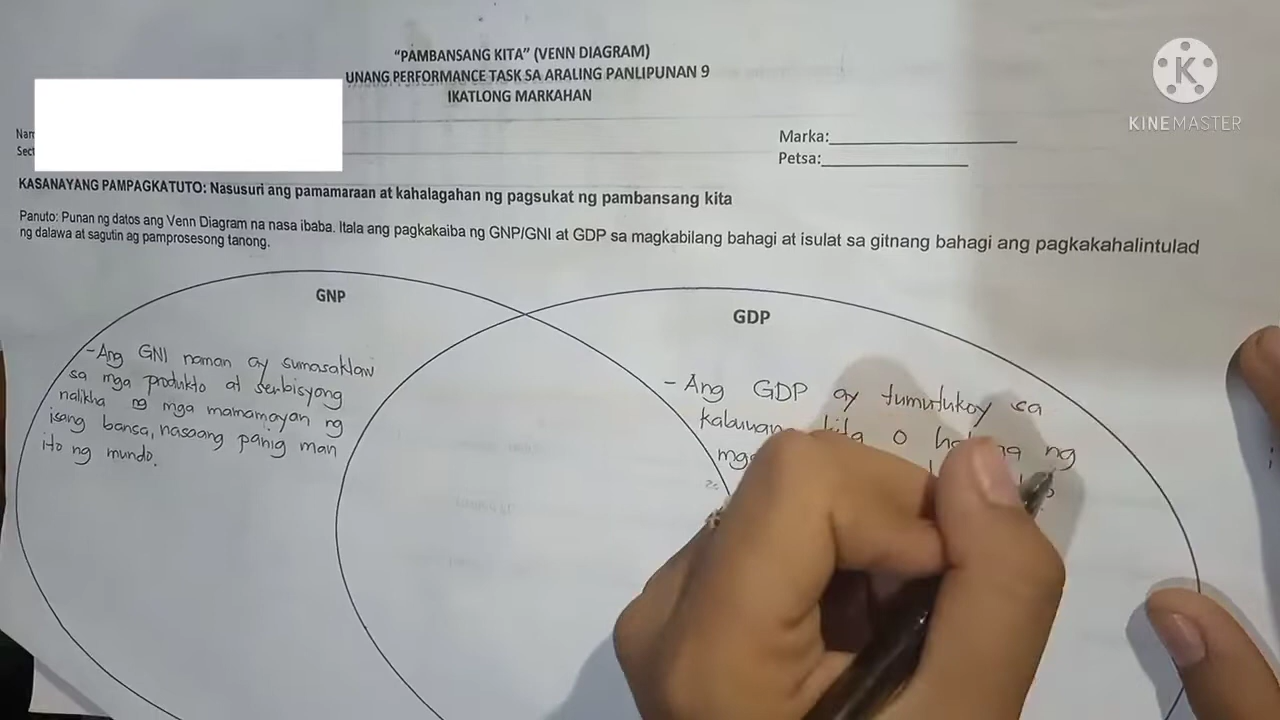 "PAMBANSANG KITA" (VENN DIAGRAM)
UNANG PERFORMANCE TASK SA ARALING PANLIPUNAN 9
IKATLONG MARKAHAN
KINEMASTER
Marka:
Petsa:
KASANAYANG PAMPAGKATUTO: Nasusuri ang pamamaraan at kahalagahan ng pagsukat ng pambansang kita
Panuto: Punan ng datos ang Venn Diagram na nasa ibaba. Itala ang pagkakaiba ng GNP/GNI at GDP sa magkabilang bahagi at isulat sa gitnang bahagi ang pagkakahalintulad
ng dalawa at sagutin ag pamprosesong tanong.
GNP
-Ang GNI naman ay sumasaklaw
sa mga produkto at serbisyong
nalikha ng mga mamamayan ng
isang bansa, nasaang panig man
ito ng mundo.
GDP
- Ang GDP ay tumutukoy sa
kita o ng